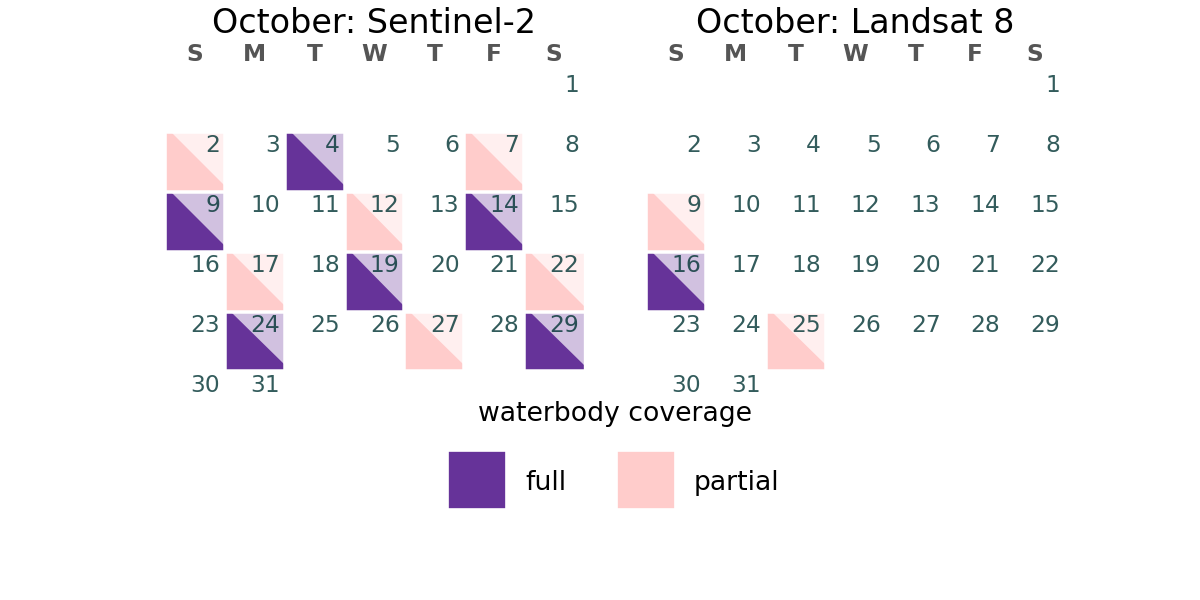 October: Sentinel-2
S M T W T F S
1
2 3 4 5 6 7 8
9 10 11 12 13 14 15
16 17 18 19 20 21 22
23 24 25 26 27 28 29
30 31
October: Landsat 8
S M T W T F S
1
2 3 4 5 6 7 8
9 10 11 12 13 14 15
16 17 18 19 20 21 22
23 24 25 26 27 28 29
30 31
waterbody coverage
full partial